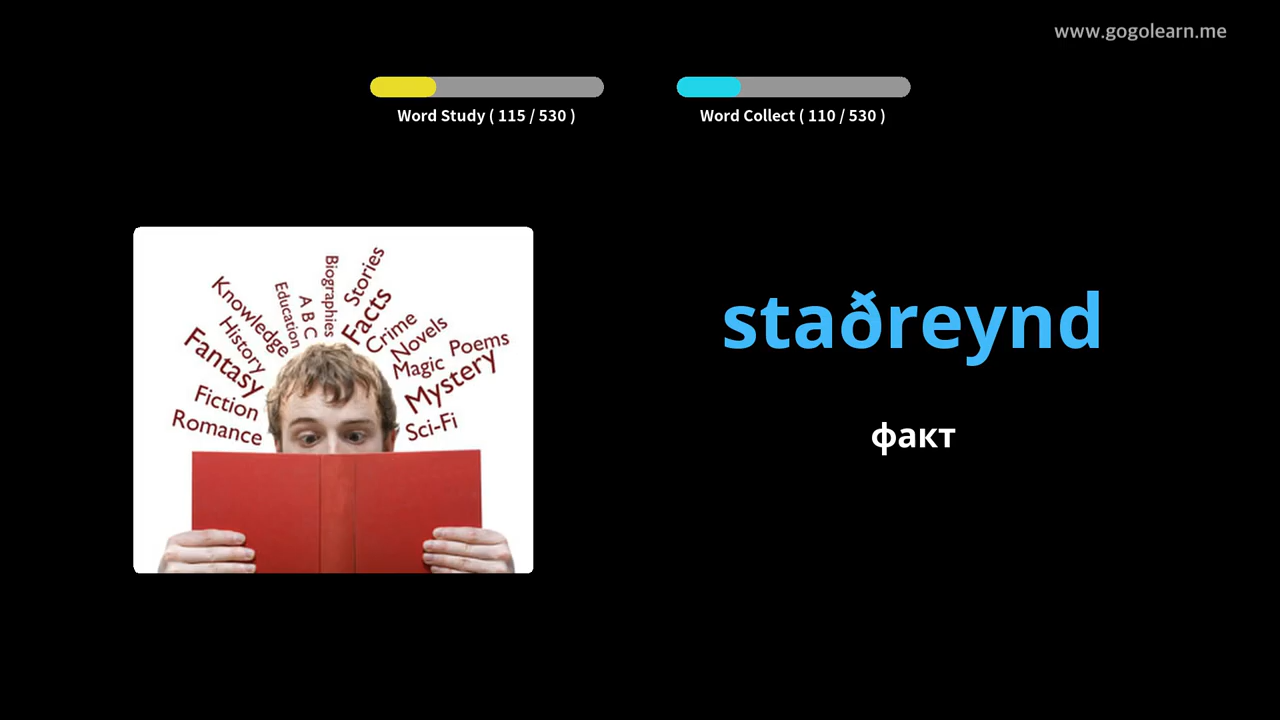 www.gogolearn.me
Word Study ( 115 / 530 )
Word Collect ( 110 / 530 )
Biographies
Stories
Knowledge
Education
A B C
Facts
History
Crime
Novels
Fantasy
Magic
Poems
Mystery
Fiction
Romance
Sci-Fi
staðreynd
факт